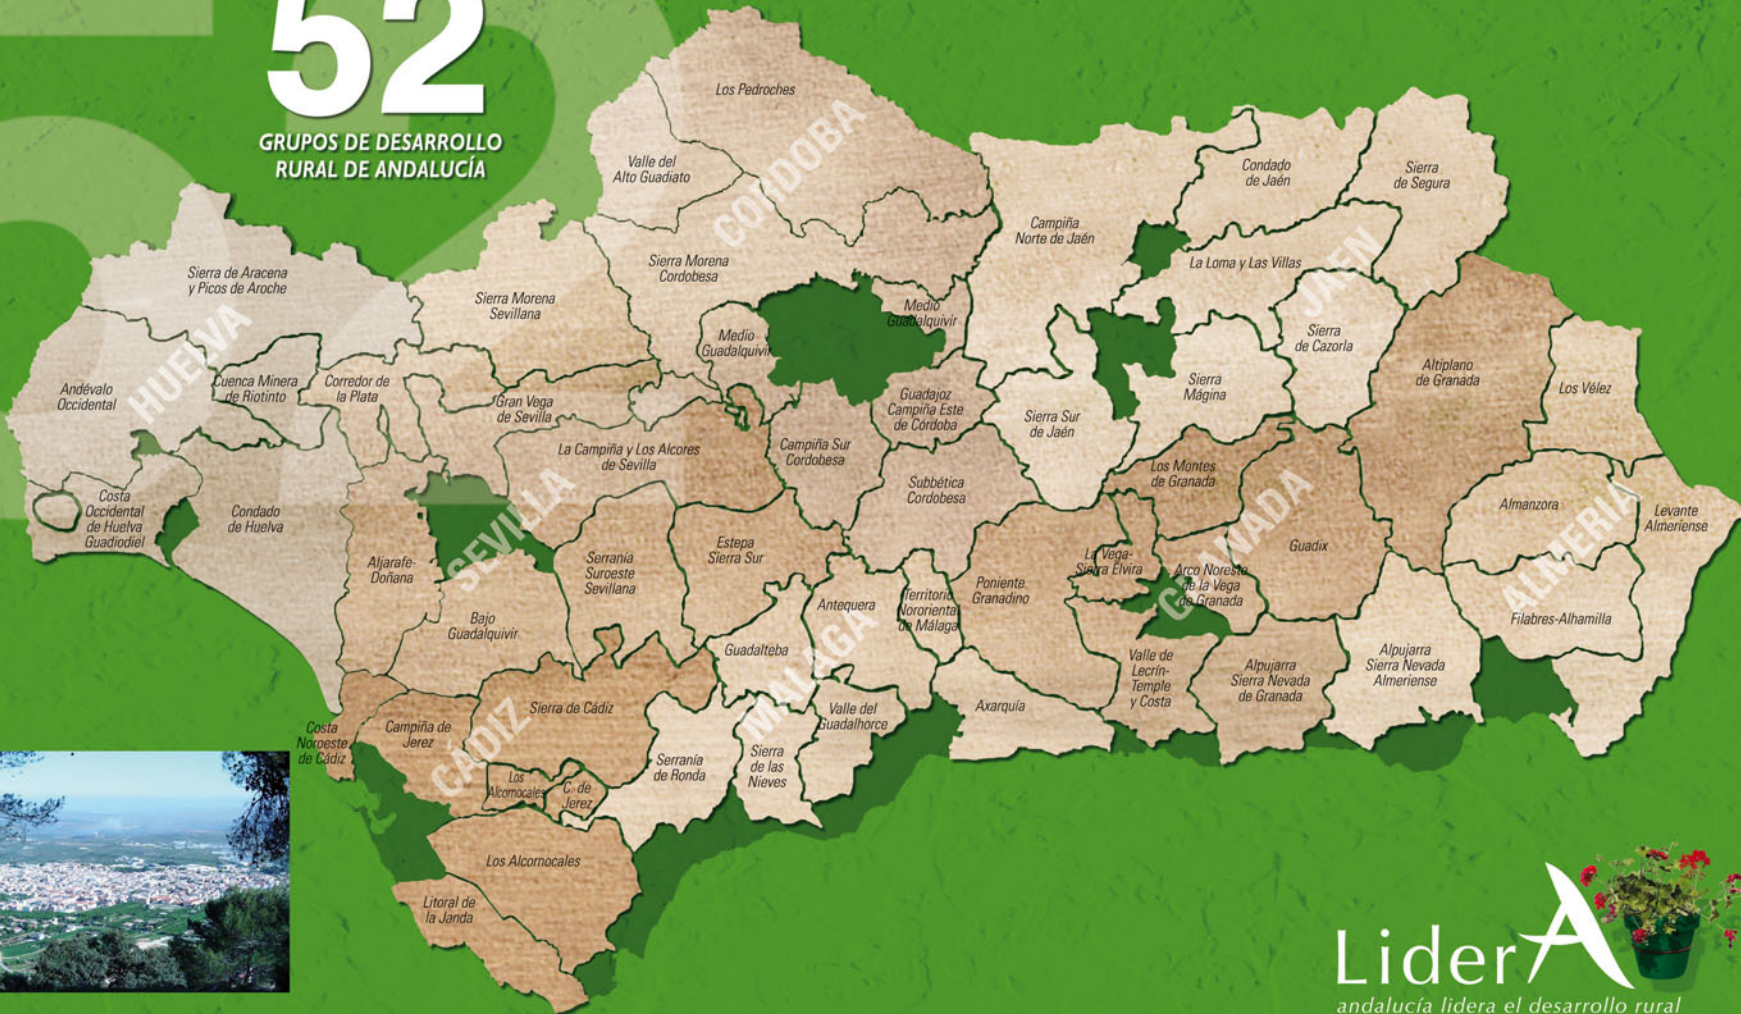 52
GRUPOS DE DESARROLLO
RURAL DE ANDALUCÍA
Los Pedroches
Valle del
Alto Guadiato
CÓRDOBA
Sierra Morena
Cordobesa
Medio
Guadalquivir
Medio
Guadalquivir
Guadajoz
Campiña Este
de Córdoba
Campiña Sur
Cordobesa
Subbética
Cordobesa
Sierra de Aracena
y Picos de Aroche
HUELVA
Andévalo
Occidental
Cuenca Minera
de Riotinto
Costa
Occidental
de Huelva
Guadiodiel
Condado
de Huelva
Sierra Morena
Sevillana
Corredor de
la Plata
Gran Vega
de Sevilla
La Campiña y Los Alcores
de Sevilla
SEVILLA
Aljarafe-
Doñana
Bajo
Guadalquivir
Serranía
Suroeste
Sevillana
Estepa
Sierra Sur
Campiña
Norte de Jaén
Condado
de Jaén
Sierra
de Segura
La Loma y Las Villas
JAEN
Sierra
de Cazorla
Sierra
Mágina
Sierra Sur
de Jaén
Altiplano
de Granada
Los Montes
de Granada
GRANADA
Guadix
La Vega-
Sierra Elvira
Arco Noreste
de la Vega
de Granada
Poniente
Granadino
Valle de
Lecrín-
Temple
y Costa
Alpujarra
Sierra Nevada
de Granada
Los Vélez
Almanzora
Levante
Almeriense
ALMERIA
Filabres-Alhamilla
Alpujarra
Sierra Nevada
Almeriense
Antequera
Territorio
Nororiental
de Málaga
Guadalteba
MALAGA
Axarquía
Valle del
Guadalhorce
Sierra
de las
Nieves
Serranía
de Ronda
Costa
Noroeste
de Cádiz
Campiña de
Jerez
Sierra de Cádiz
CÁDIZ
Los
Alcornocales
C. de
Jerez
Los Alcornocales
Litoral de
la Janda
LiderA
andalucía lidera el desarrollo rural